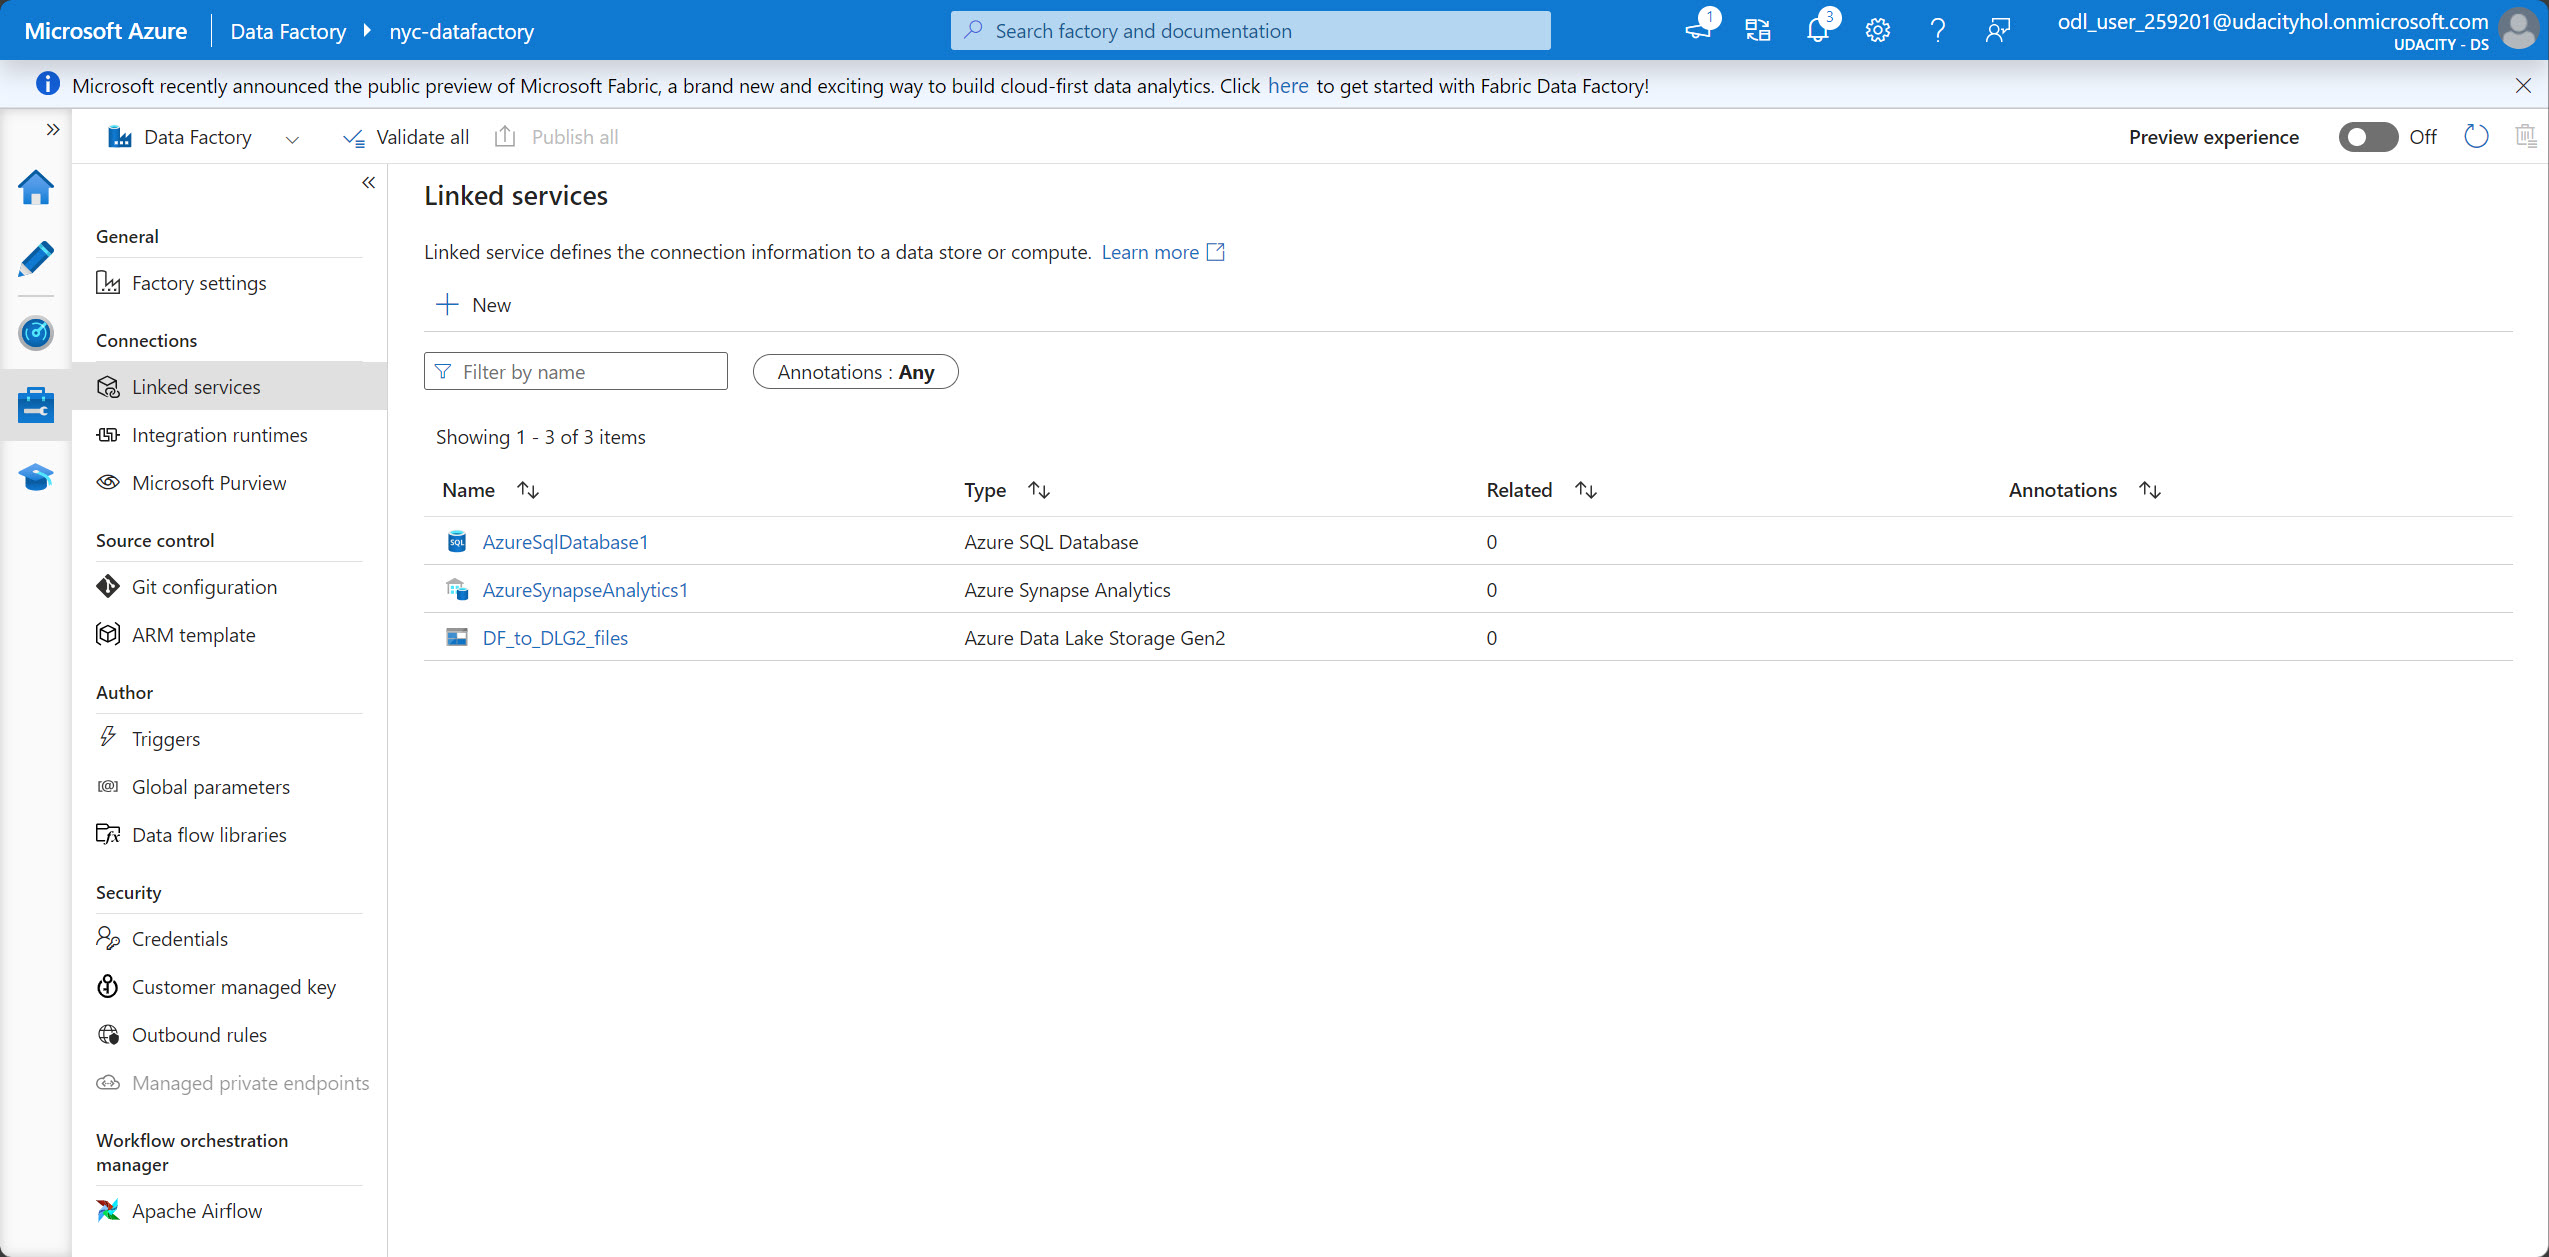 Microsoft Azure
Data Factory
nyc-datafactory
Search factory and documentation
1
3
odl_user_259201@udacityhol.onmicrosoft.com
UDACITY - DS
Microsoft recently announced the public preview of Microsoft Fabric, a brand new and exciting way to build cloud-first data analytics. Click here to get started with Fabric Data Factory!
Data Factory
Validate all
Publish all
Preview experience
Off
General
Factory settings
Connections
Linked services
Integration runtimes
Microsoft Purview
Source control
Git configuration
ARM template
Author
Triggers
Global parameters
Data flow libraries
Security
Credentials
Customer managed key
Outbound rules
Managed private endpoints
Workflow orchestration
manager
Apache Airflow
Linked services
Linked service defines the connection information to a data store or compute. Learn more
New
Filter by name
Annotations : Any
Showing 1 - 3 of 3 items
Name Type Related Annotations
SQL AzureSqlDatabase1 Azure SQL Database 0
AzureSynapseAnalytics1 Azure Synapse Analytics 0
DF_to_DLG2_files Azure Data Lake Storage Gen2 0